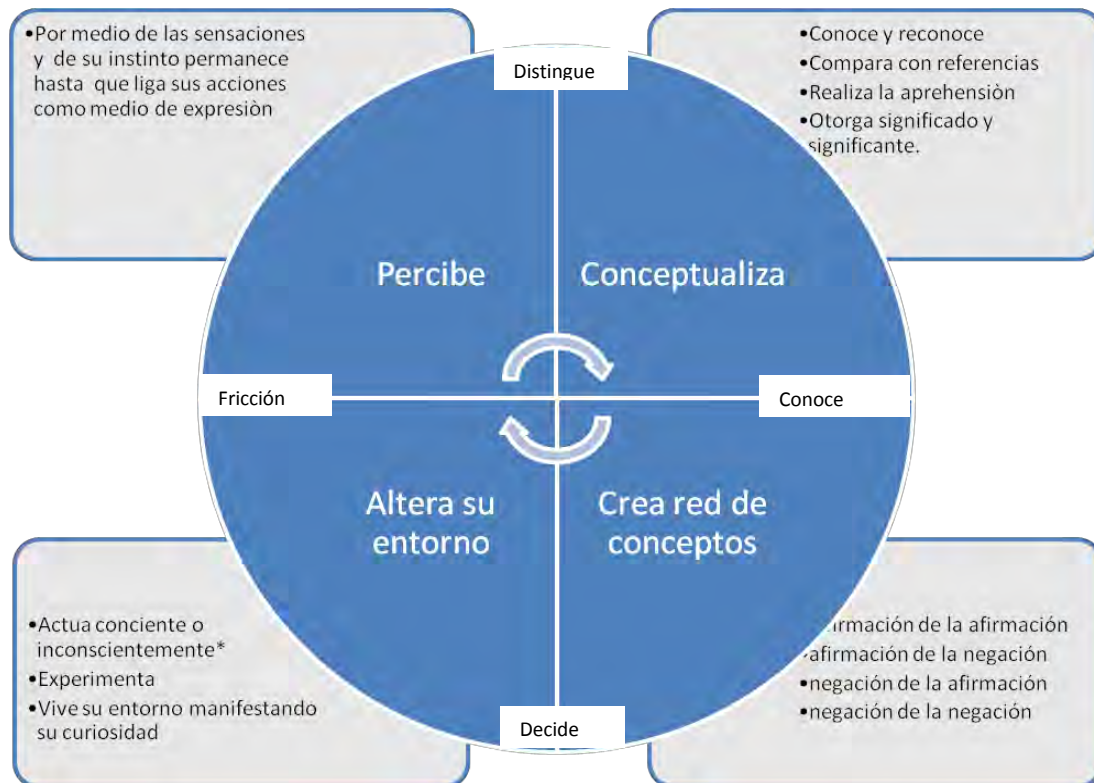 •Por medio de las sensaciones
y de su instinto permanece
hasta que liga sus acciones
como medio de expresiòn
Distingue
•Conoce y reconoce
•Compara con referencias
•Realiza la aprehensiòn
•Otorga significado y
significante.
Percibe
Conceptualiza
Fricción
Conoce
Altera su
entorno
Crea red de
conceptos
•Actua conciente o
inconscientemente*
•Experimenta
•Vive su entorno manifestando
su curiosidad
Decide
de la afirmación
•afirmación de la negación
•negación de la afirmación
•negación de la negación